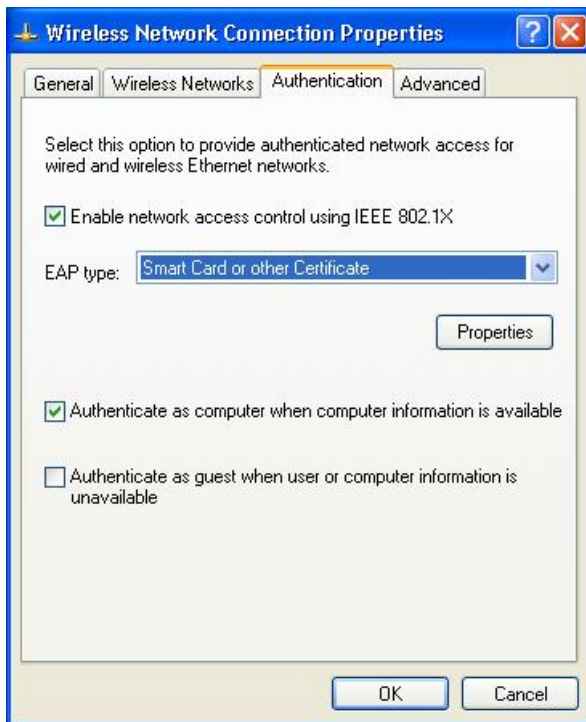 Wireless Network Connection Properties
General Wireless Networks Authentication Advanced
Select this option to provide authenticated network access for
wired and wireless Ethernet networks.
Enable network access control using IEEE 802.1X
EAP type: Smart Card or other Certificate
Properties
Authenticate as computer when computer information is available
Authenticate as guest when user or computer information is
unavailable
OK Cancel